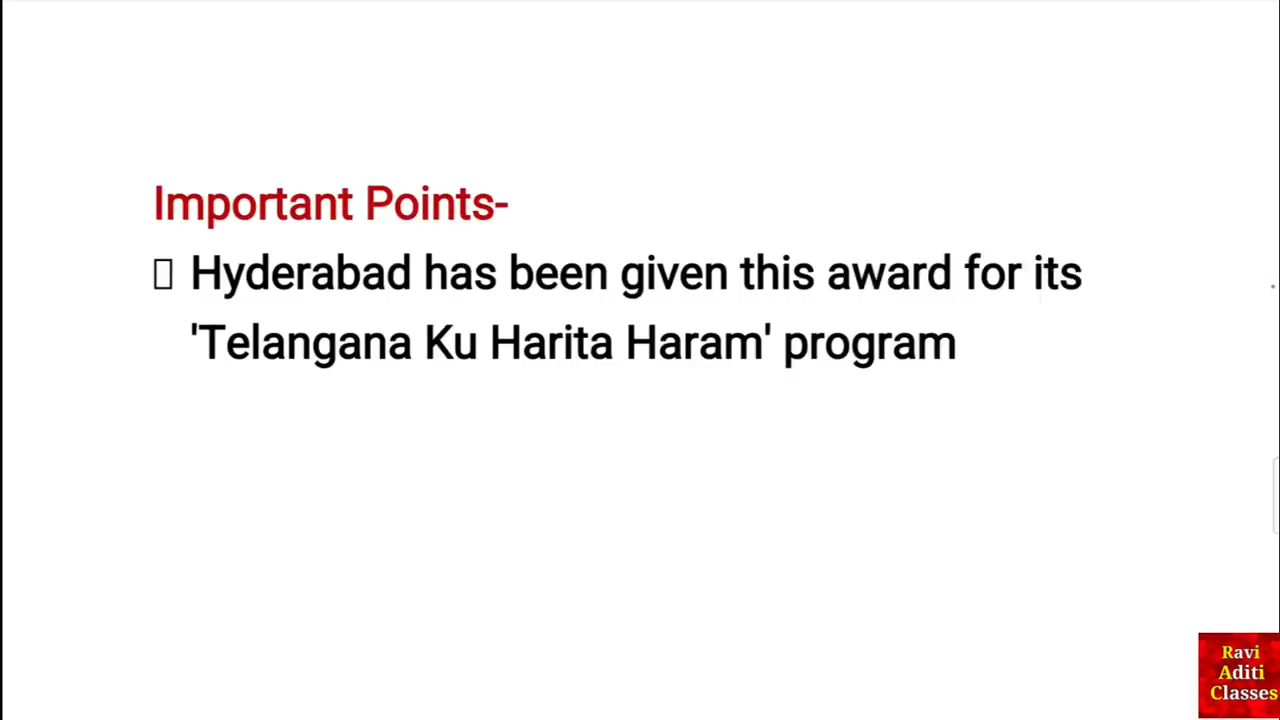 Important Points-
Hyderabad has been given this award for its
'Telangana Ku Harita Haram' program
Ravi
Aditi
Classes